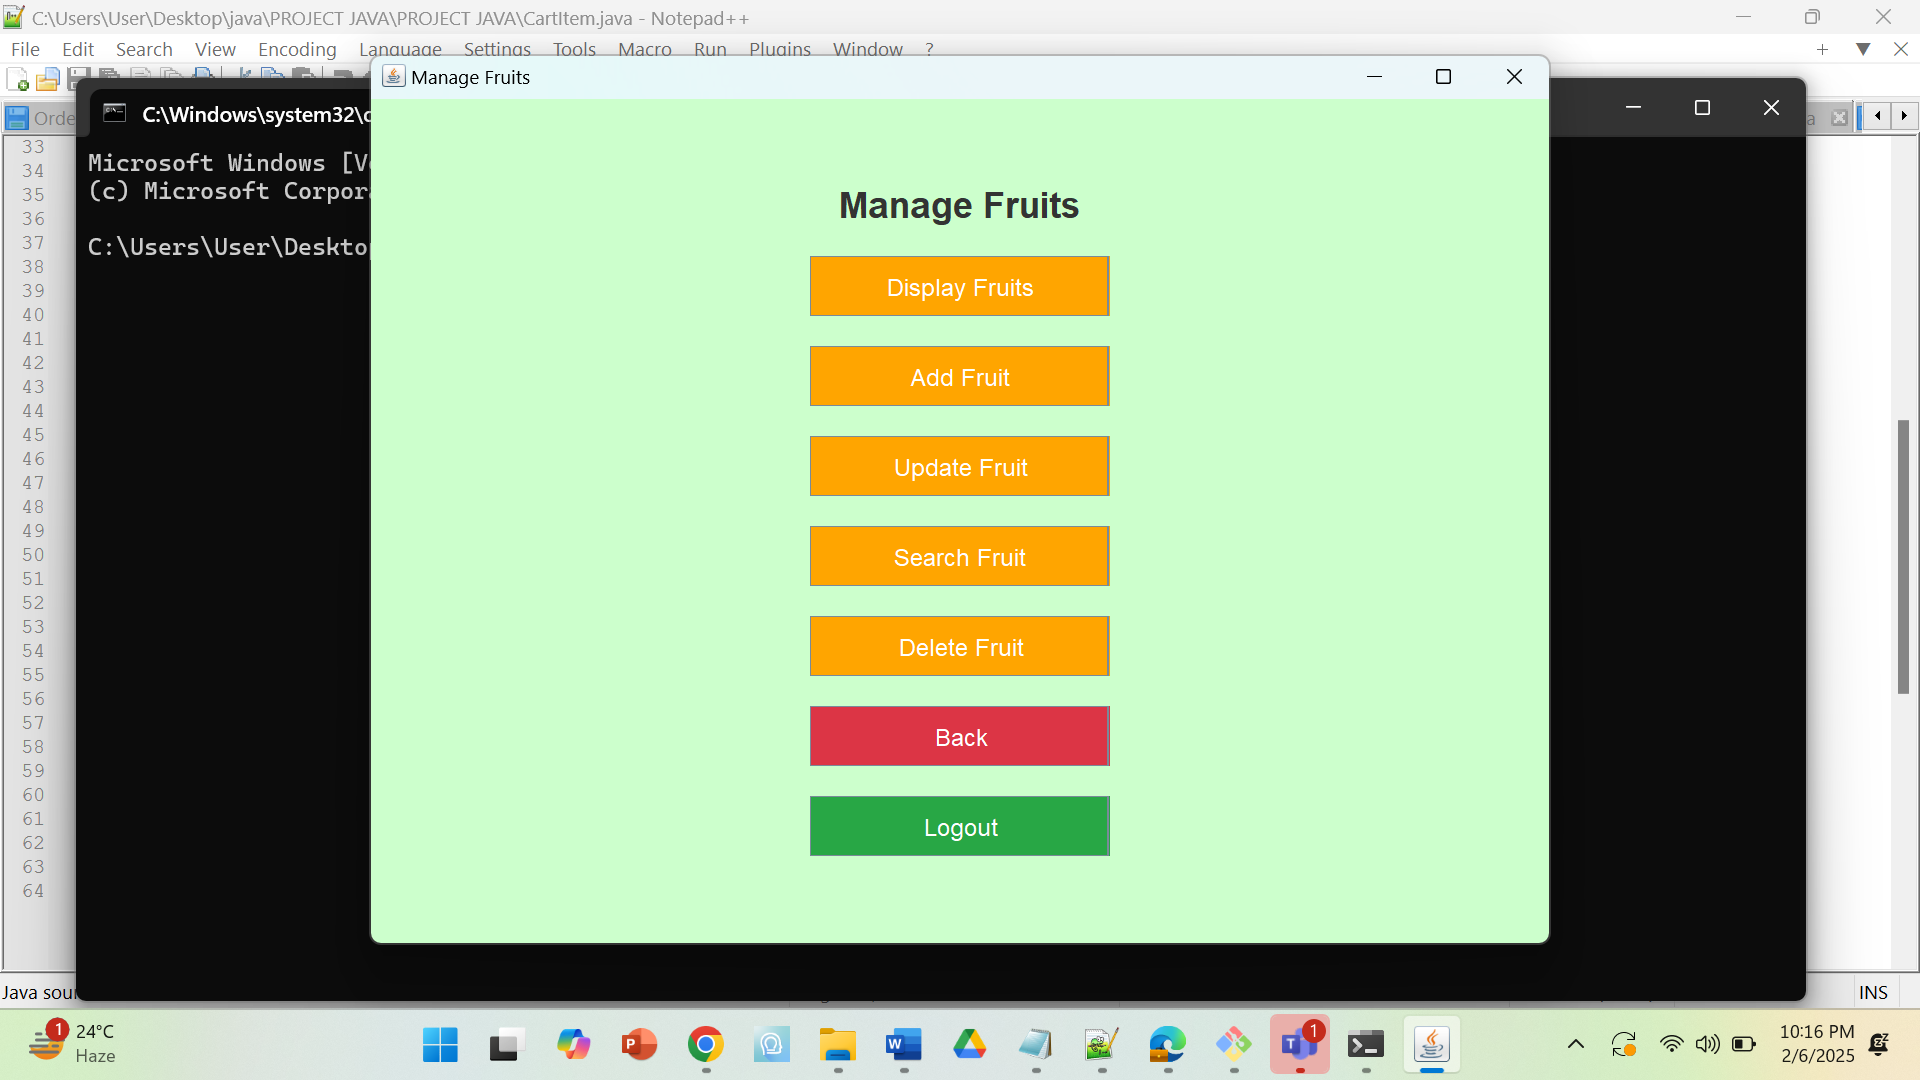 C:\Users\User\Desktop\java\PROJECT JAVA\PROJECT JAVA\CartItem.java - Notepad++
File Edit Search View Encoding Language Settings Tools Macro Run Plugins Window ?
Manage Fruits
C:\Windows\system32\c
Orde
a
Microsoft Windows [V
(c) Microsoft Corpor
C:\Users\User\Deskto
33
34
35
36
37
38
39
40
41
42
43
44
45
46
47
48
49
50
51
52
53
54
55
56
57
58
59
60
61
62
63
64
Manage Fruits
Display Fruits
Add Fruit
Update Fruit
Search Fruit
Delete Fruit
Back
Logout
Java sou
INS
1
24°C
Haze
1
10:16 PM
2/6/2025